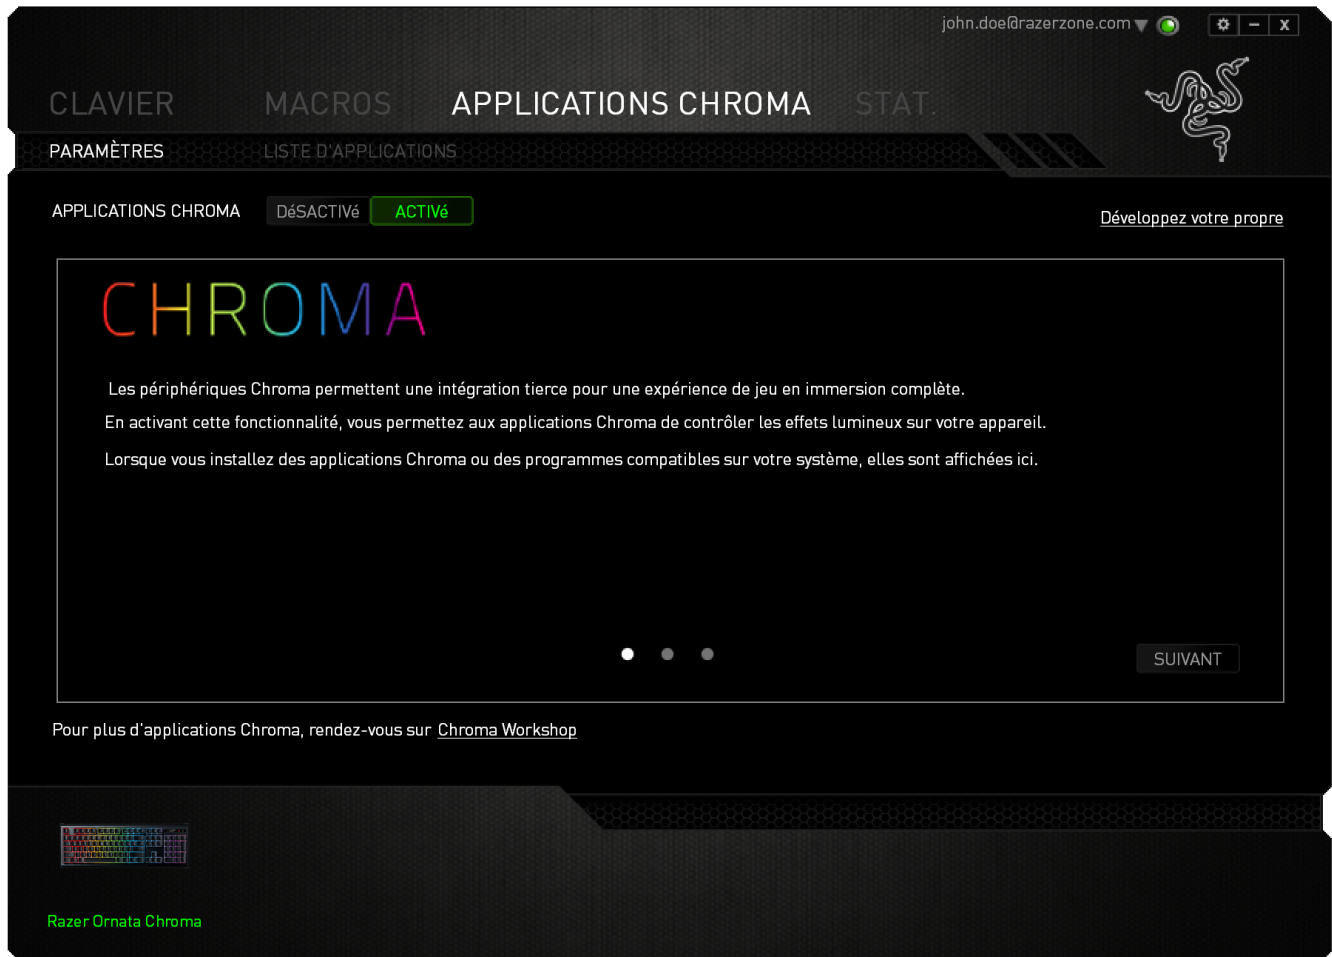 john.doe@razerzone.com
CLAVIER MACROS APPLICATIONS CHROMA STAT.
PARAMÈTRES LISTE D'APPLICATIONS
APPLICATIONS CHROMA DéSACTIVé ACTIVé
Développez votre propre
CHROMA
Les périphériques Chroma permettent une intégration tierce pour une expérience de jeu en immersion complète.
En activant cette fonctionnalité, vous permettez aux applications Chroma de contrôler les effets lumineux sur votre appareil.
Lorsque vous installez des applications Chroma ou des programmes compatibles sur votre système, elles sont affichées ici.
SUIVANT
Pour plus d'applications Chroma, rendez-vous sur Chroma Workshop
Razer Ornata Chroma